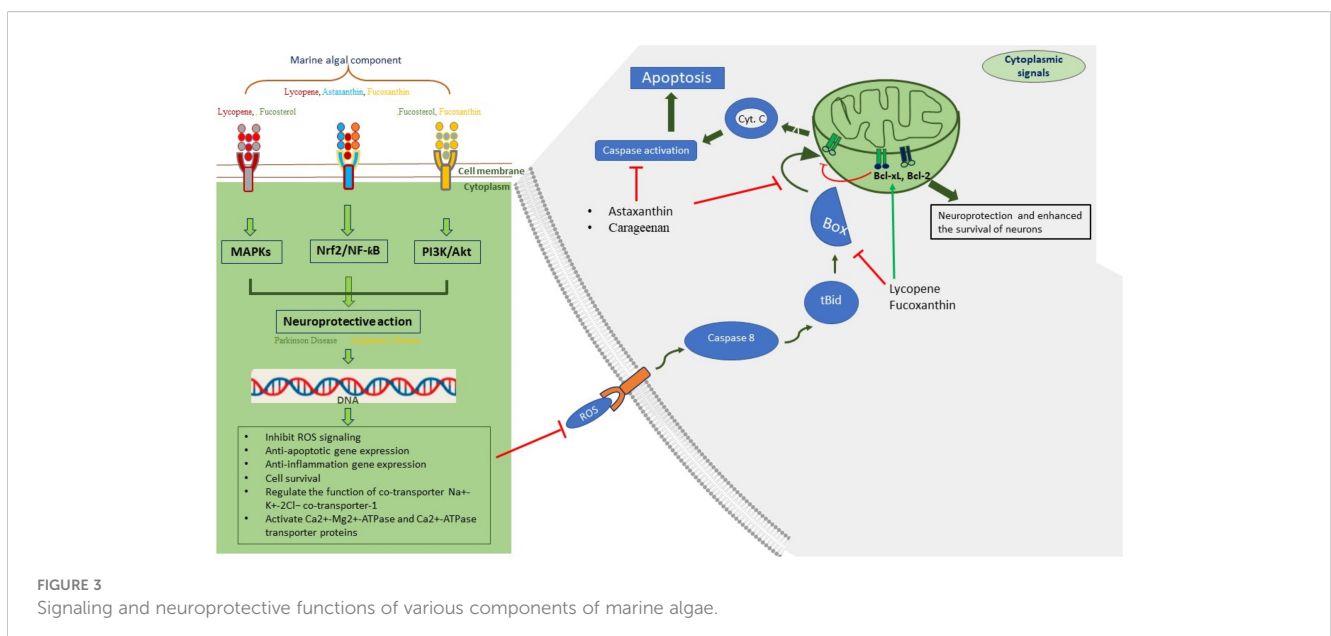 Marine algal component
Lycopene, Astaxanthin, Fucoxanthin
Lycopene, , Fucosterol
,Fucosterol, Fucoxanthin
Cell membrane
Cytoplasm
MAPKs
Nrf2/NF-kB
PI3K/Akt
Neuroprotective action
Parkinson Disease
DNA
• Inhibit ROS signaling
• Anti-apoptotic gene expression
• Anti-inflammation gene expression
• Cell survival
• Regulate the function of co-transporter Na+-
K+-2Cl− co-transporter-1
• Activate Ca2+-Mg2+-ATPase and Ca2+-ATPase
transporter proteins
ROS
Caspase 8
tBid
Box
Apoptosis
Caspase activation
Cyt. C
• Astaxanthin
• Carageenan
Cytoplasmic
signals
Bcl-xL, Bcl-2
Neuroprotection and enhanced
the survival of neurons
Lycopene
Fucoxanthin
FIGURE 3
Signaling and neuroprotective functions of various components of marine algae.